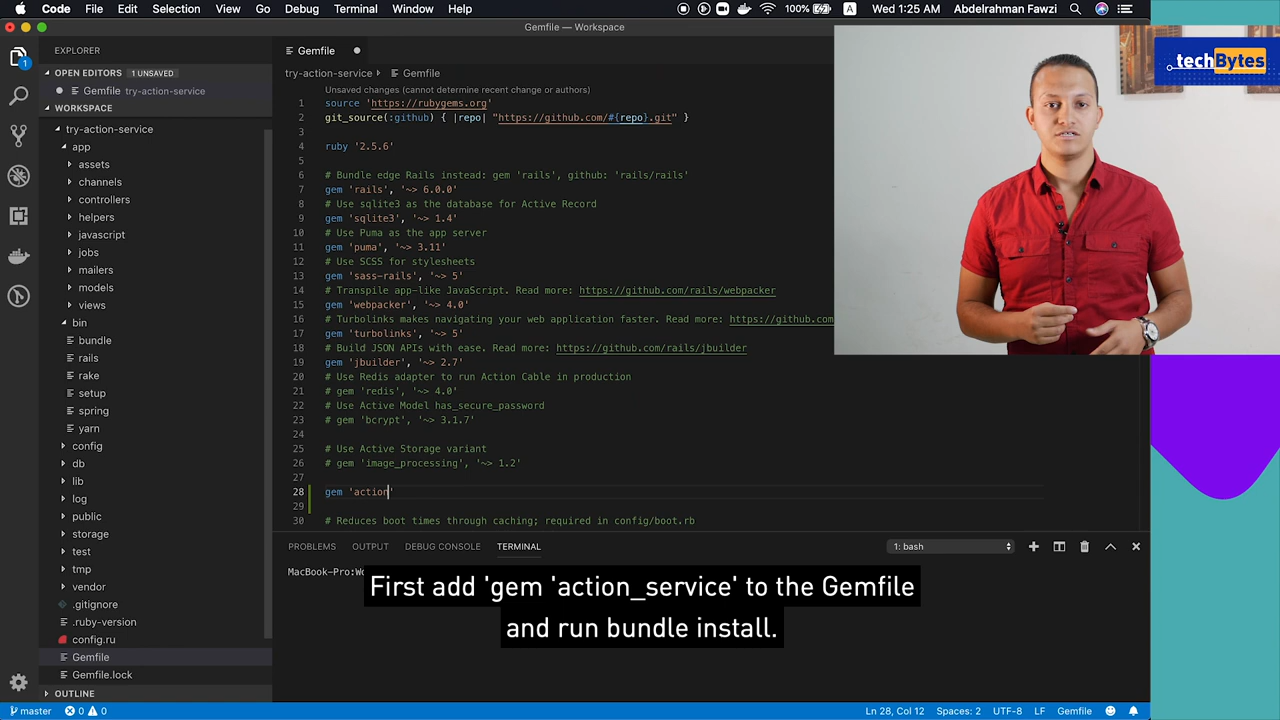 Code File Edit Selection View Go Debug Terminal Window Help 100% A Wed 1:25 AM Abdelrahman Fawzi
Gemfile — Workspace
techBytes
EXPLORER
OPEN EDITORS 1 UNSAVED
Gemfile try-action-service
WORKSPACE
try-action-service
app
assets
channels
controllers
helpers
javascript
jobs
mailers
models
views
bin
bundle
rails
rake
setup
spring
yarn
config
db
lib
log
public
storage
test
tmp
vendor
.gitignore
.ruby-version
config.ru
Gemfile
Gemfile.lock
OUTLINE
1
Gemfile
try-action-service Gemfile
Unsaved changes (cannot determine recent change or authors)
1 source 'https://rubygems.org'
2 git_source(:github) { |repo| "https://github.com/#{repo}.git" }
3
4 ruby '2.5.6'
5
6 # Bundle edge Rails instead: gem 'rails', github: 'rails/rails'
7 gem 'rails', '~> 6.0.0'
8 # Use sqlite3 as the database for Active Record
9 gem 'sqlite3', '~> 1.4'
10 # Use Puma as the app server
11 gem 'puma', '~> 3.11'
12 # Use SCSS for stylesheets
13 gem 'sass-rails', '~> 5'
14 # Transpile app-like JavaScript. Read more: https://github.com/rails/webpacker
15 gem 'webpacker', '~> 4.0'
16 # Turbolinks makes navigating your web application faster. Read more: https://github.com
17 gem 'turbolinks', '~> 5'
18 # Build JSON APIs with ease. Read more: https://github.com/rails/jbuilder
19 gem 'jbuilder', '~> 2.7'
20 # Use Redis adapter to run Action Cable in production
21 # gem 'redis', '~> 4.0'
22 # Use Active Model has_secure_password
23 # gem 'bcrypt', '~> 3.1.7'
24
25 # Use Active Storage variant
26 # gem 'image_processing', '~> 1.2'
27
28 gem 'action'
29
30 # Reduces boot times through caching; required in config/boot.rb
PROBLEMS OUTPUT DEBUG CONSOLE TERMINAL 1: bash
MacBook-Pro:Wo
First add 'gem 'action_service' to the Gemfile
and run bundle install.
master 0 0 Ln 28, Col 12 Spaces: 2 UTF-8 LF Gemfile